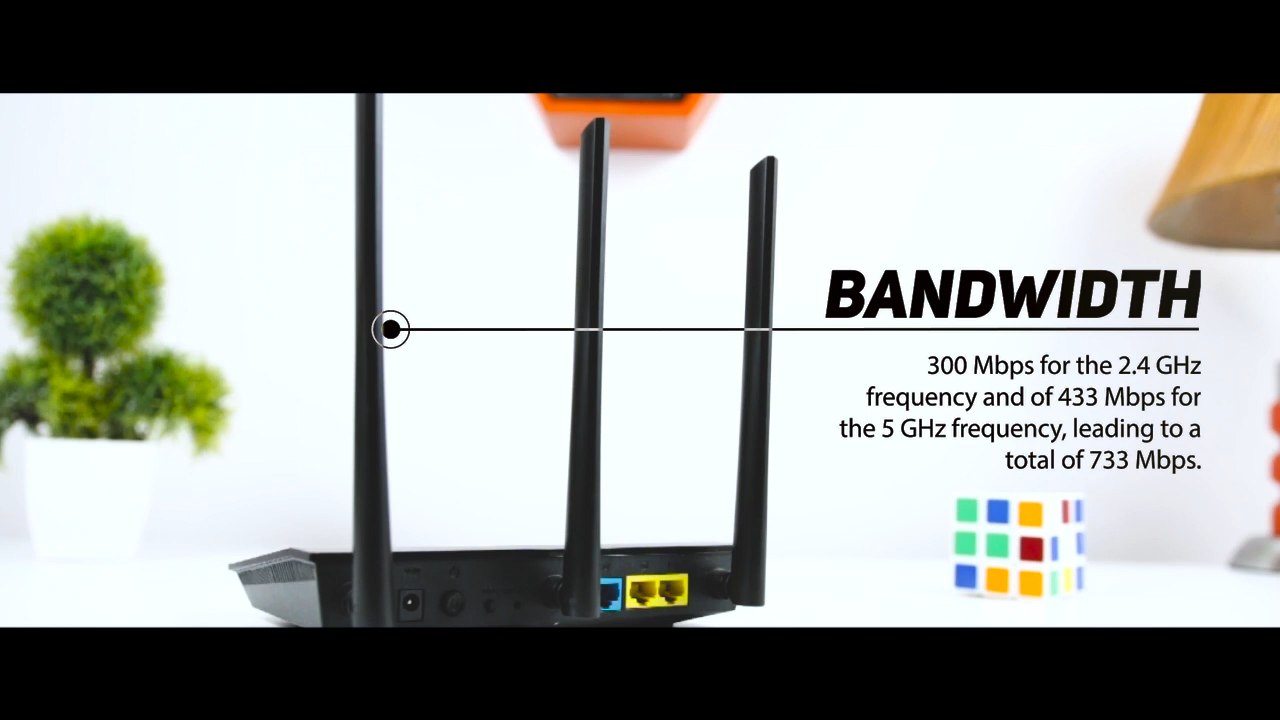 BANDWIDTH
300 Mbps for the 2.4 GHz
frequency and of 433 Mbps for
the 5 GHz frequency, leading to a
total of 733 Mbps.